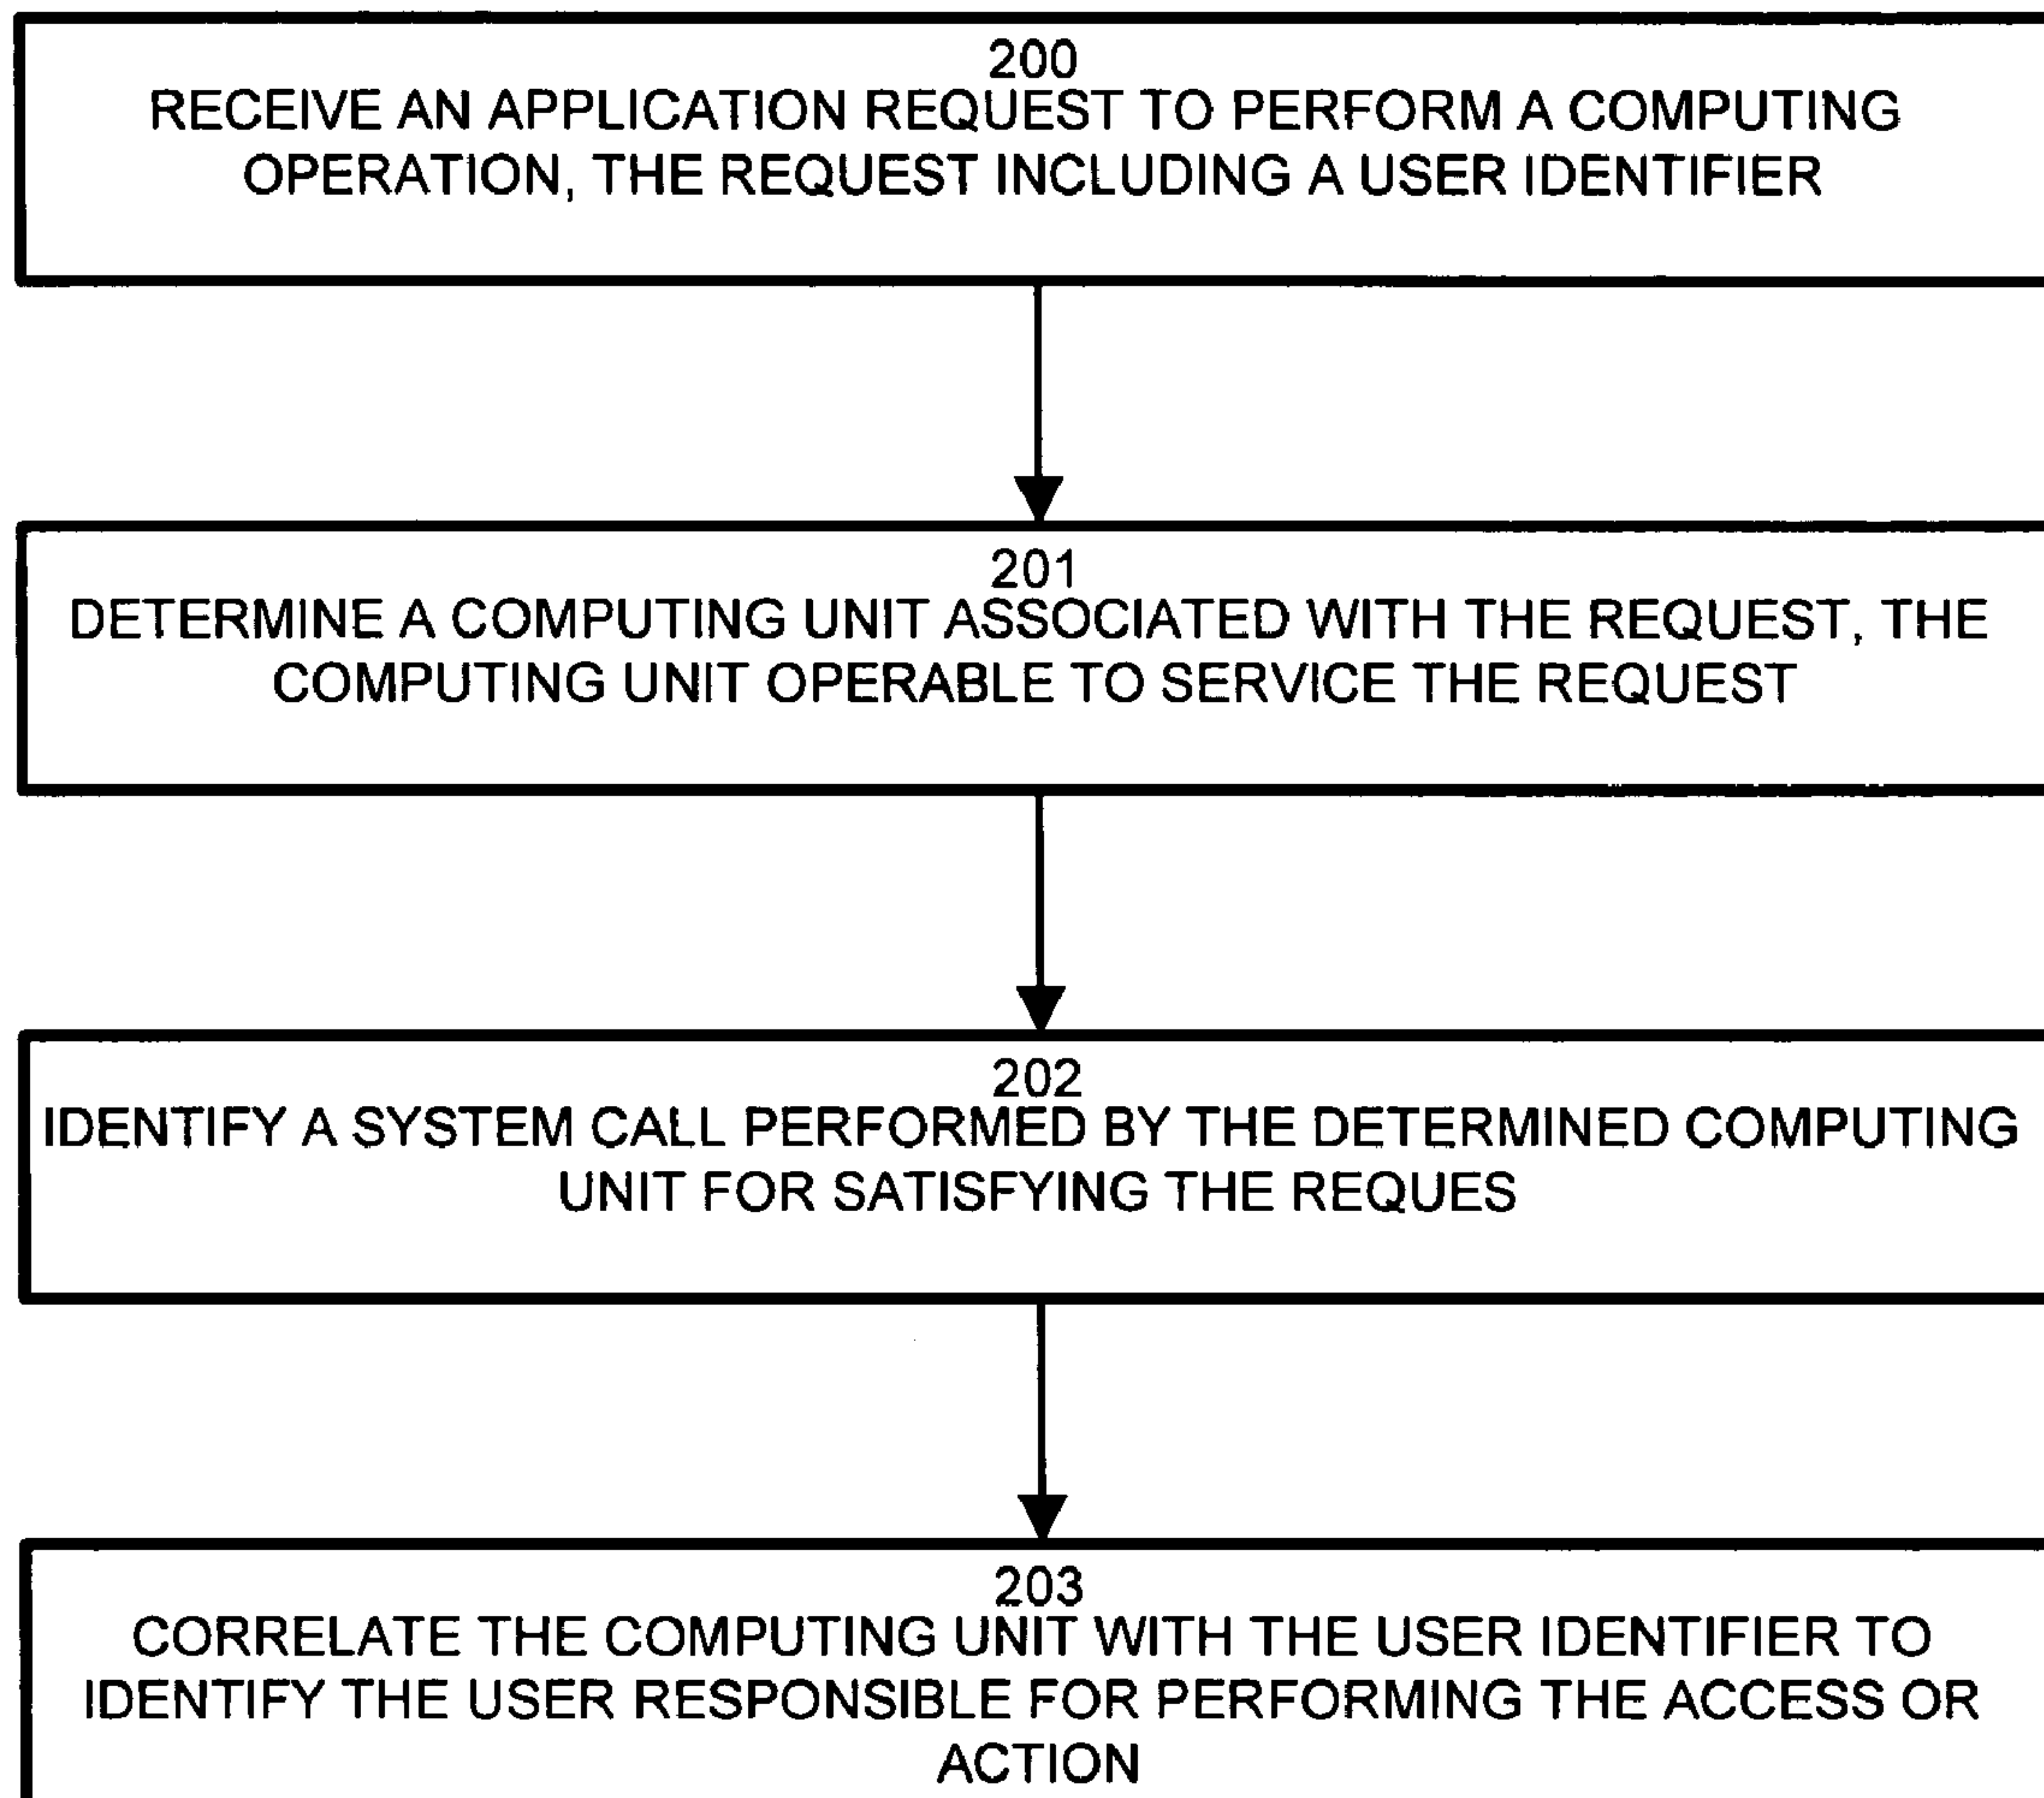 200
RECEIVE AN APPLICATION REQUEST TO PERFORM A COMPUTING
OPERATION, THE REQUEST INCLUDING A USER IDENTIFIER
201
DETERMINE A COMPUTING UNIT ASSOCIATED WITH THE REQUEST, THE
COMPUTING UNIT OPERABLE TO SERVICE THE REQUEST
202
IDENTIFY A SYSTEM CALL PERFORMED BY THE DETERMINED COMPUTING
UNIT FOR SATISFYING THE REQUES
203
CORRELATE THE COMPUTING UNIT WITH THE USER IDENTIFIER TO
IDENTIFY THE USER RESPONSIBLE FOR PERFORMING THE ACCESS OR
ACTION